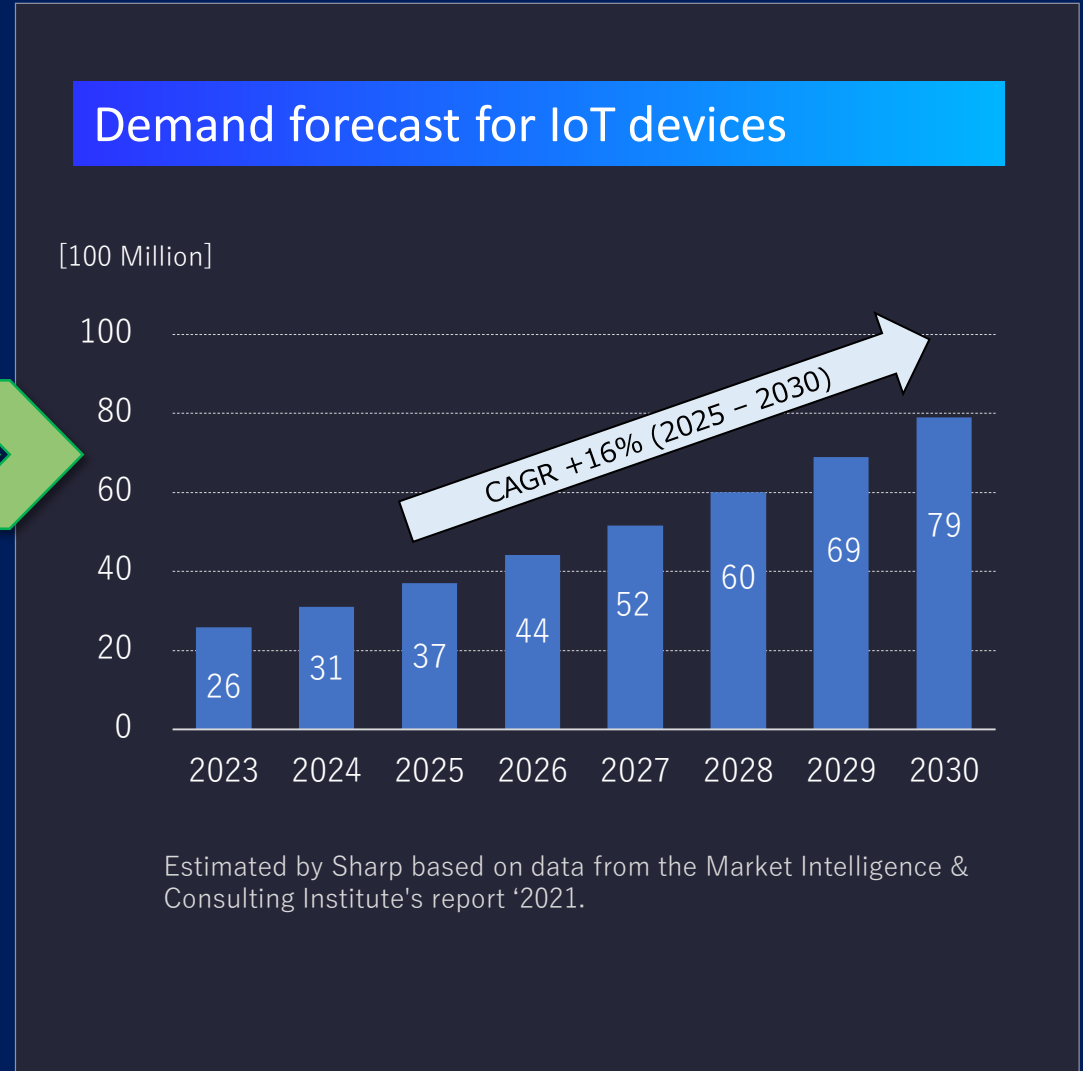 Demand forecast for IoT devices
[100 Million]
100
80
60
40
20
0
CAGR +16% (2025 – 2030)
26
31
37
44
52
60
69
79
2023 2024 2025 2026 2027 2028 2029 2030
Estimated by Sharp based on data from the Market Intelligence &
Consulting Institute's report ‘2021.